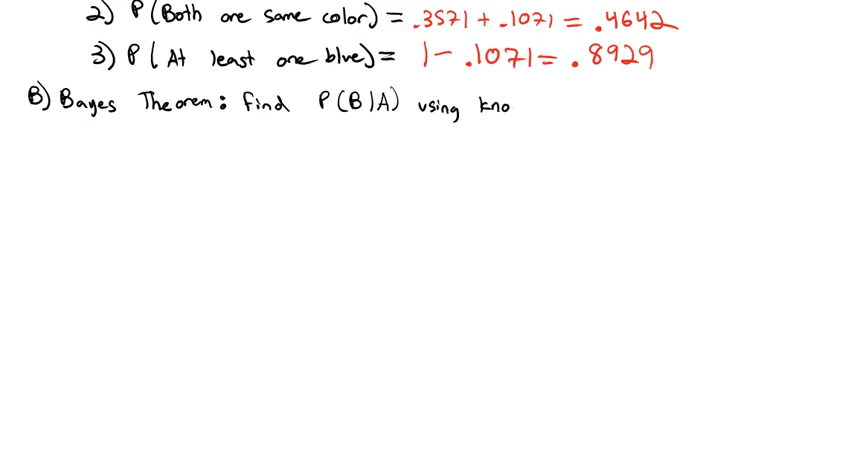 2) P(Both are same color) = .3571 + .1071 = .4642
3) P( At least one blue) = 1 - .1071 = .8929
B) Bayes Theorem: Find P(B|A) using kno